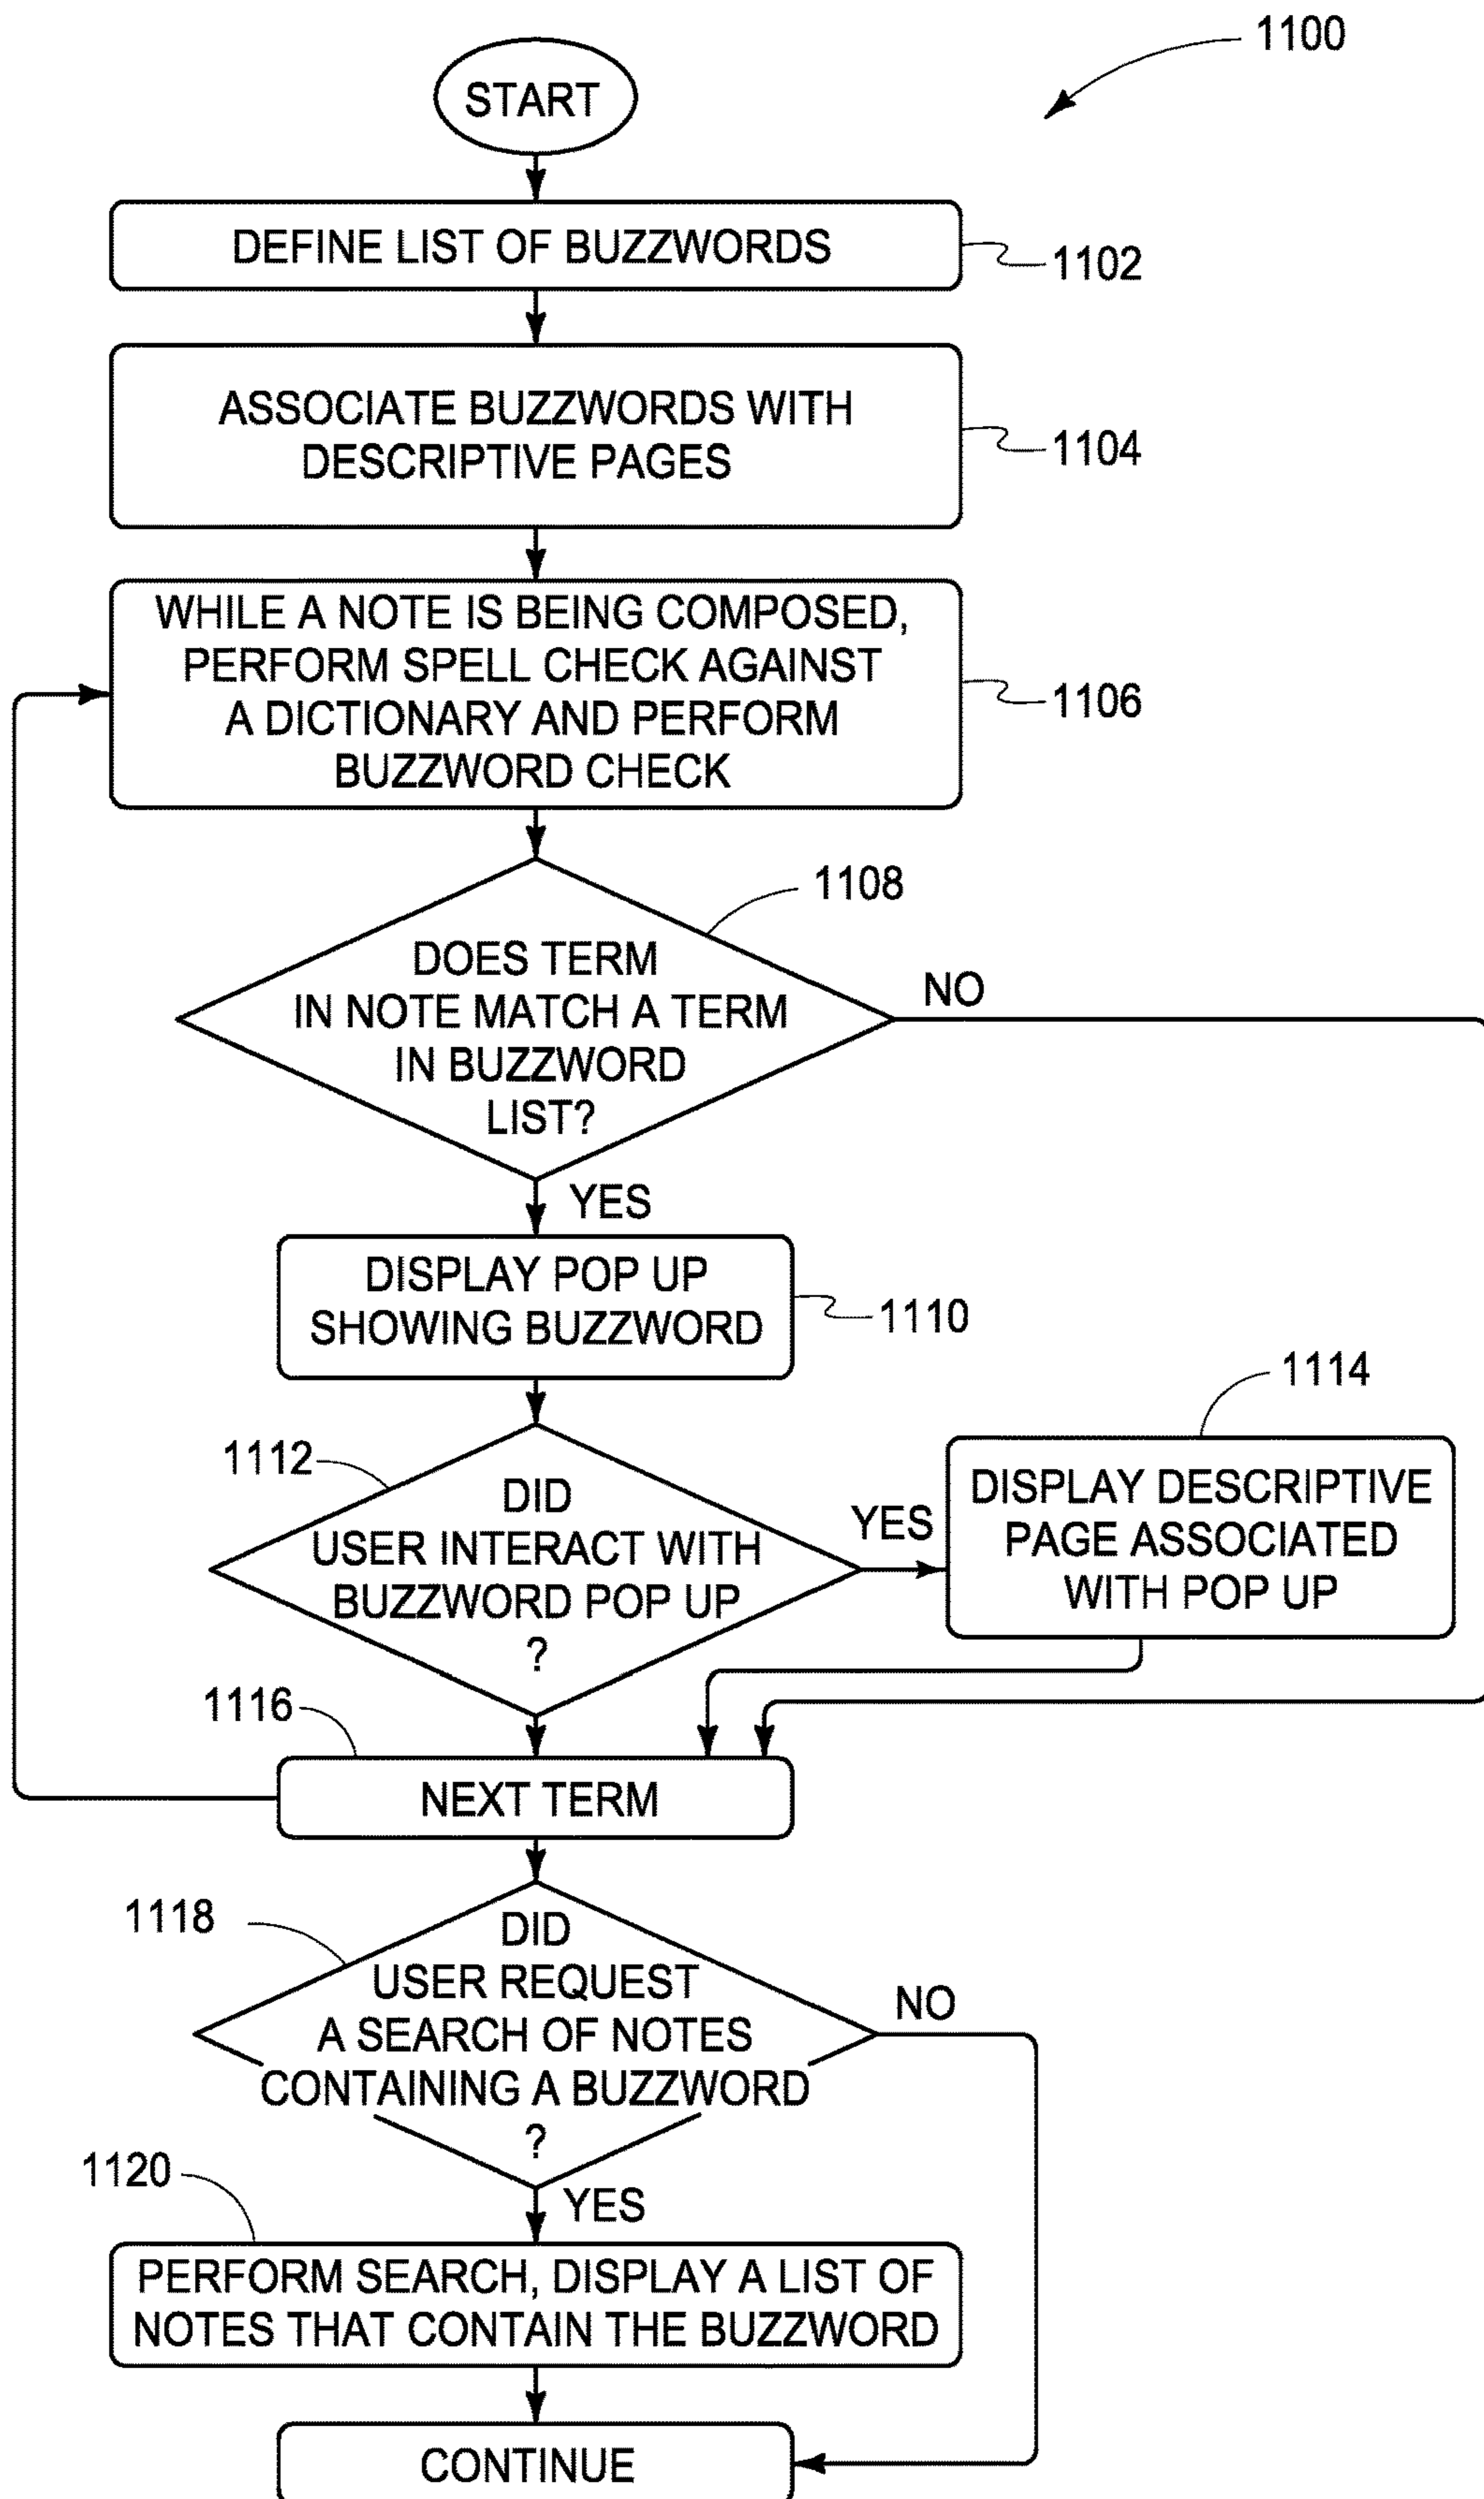 1100
START
DEFINE LIST OF BUZZWORDS
1102
ASSOCIATE BUZZWORDS WITH
DESCRIPTIVE PAGES
1104
WHILE A NOTE IS BEING COMPOSED,
PERFORM SPELL CHECK AGAINST
A DICTIONARY AND PERFORM
BUZZWORD CHECK
1106
1108
DOES TERM
IN NOTE MATCH A TERM
IN BUZZWORD
LIST?
NO
YES
DISPLAY POP UP
SHOWING BUZZWORD
1110
1112
DID
USER INTERACT WITH
BUZZWORD POP UP
?
YES
1114
DISPLAY DESCRIPTIVE
PAGE ASSOCIATED
WITH POP UP
1116
NEXT TERM
1118
DID
USER REQUEST
A SEARCH OF NOTES
CONTAINING A BUZZWORD
?
NO
YES
1120
PERFORM SEARCH, DISPLAY A LIST OF
NOTES THAT CONTAIN THE BUZZWORD
CONTINUE